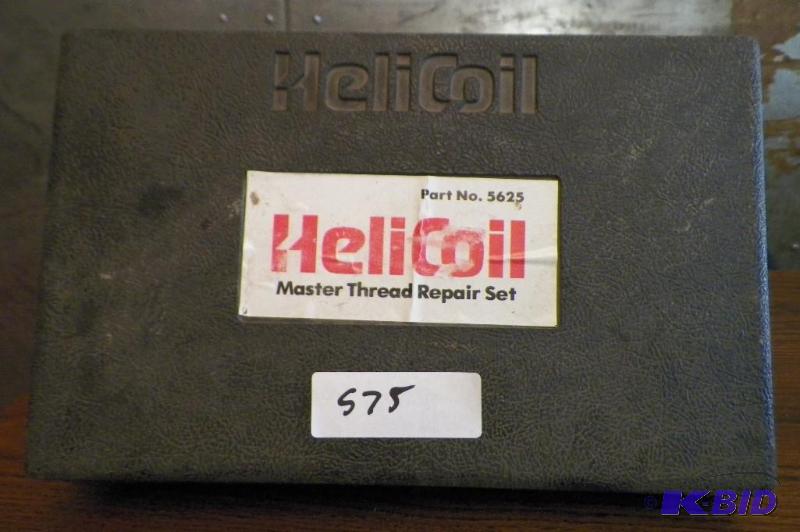 HeliCoil
Part No. 5625
HeliCoil
Master Thread Repair Set
575
© K-BID